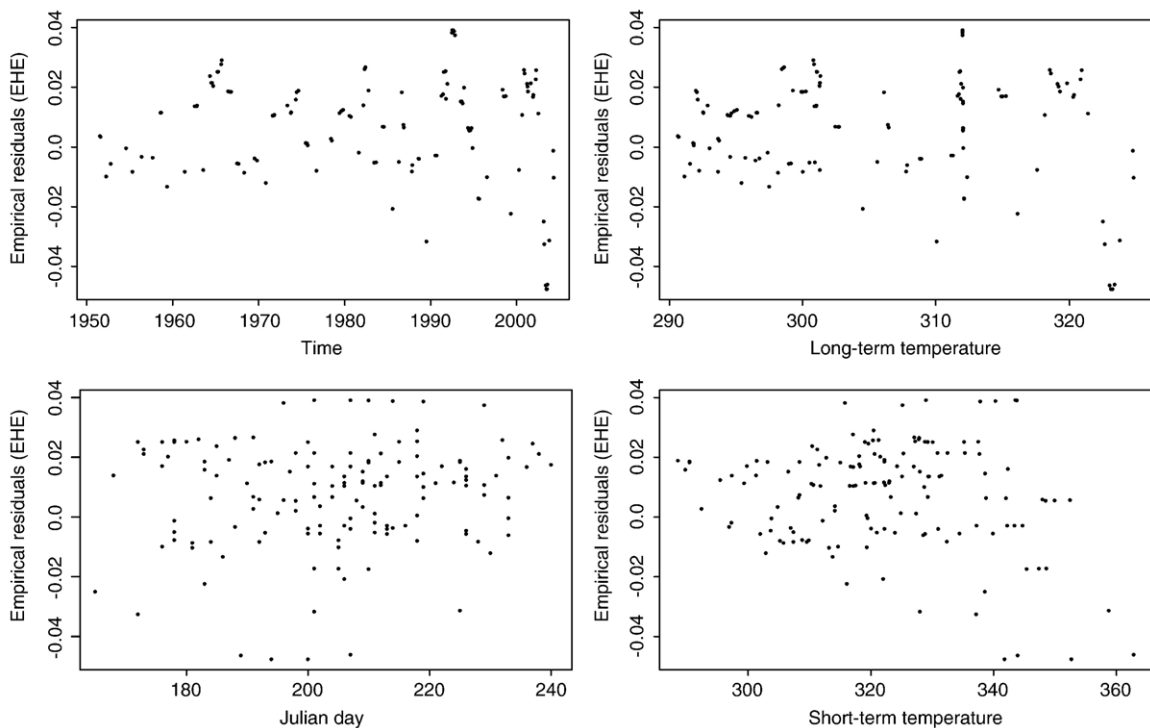 Empirical residuals (EHE)
0.04
0.02
0.0
-0.02
-0.04
1950 1960 1970 1980 1990 2000
Time
Empirical residuals (EHE)
0.04
0.02
0.0
-0.02
-0.04
290 300 310 320
Long-term temperature
Empirical residuals (EHE)
0.04
0.02
0.0
-0.02
-0.04
180 200 220 240
Julian day
Empirical residuals (EHE)
0.04
0.02
0.0
-0.02
-0.04
300 320 340 360
Short-term temperature